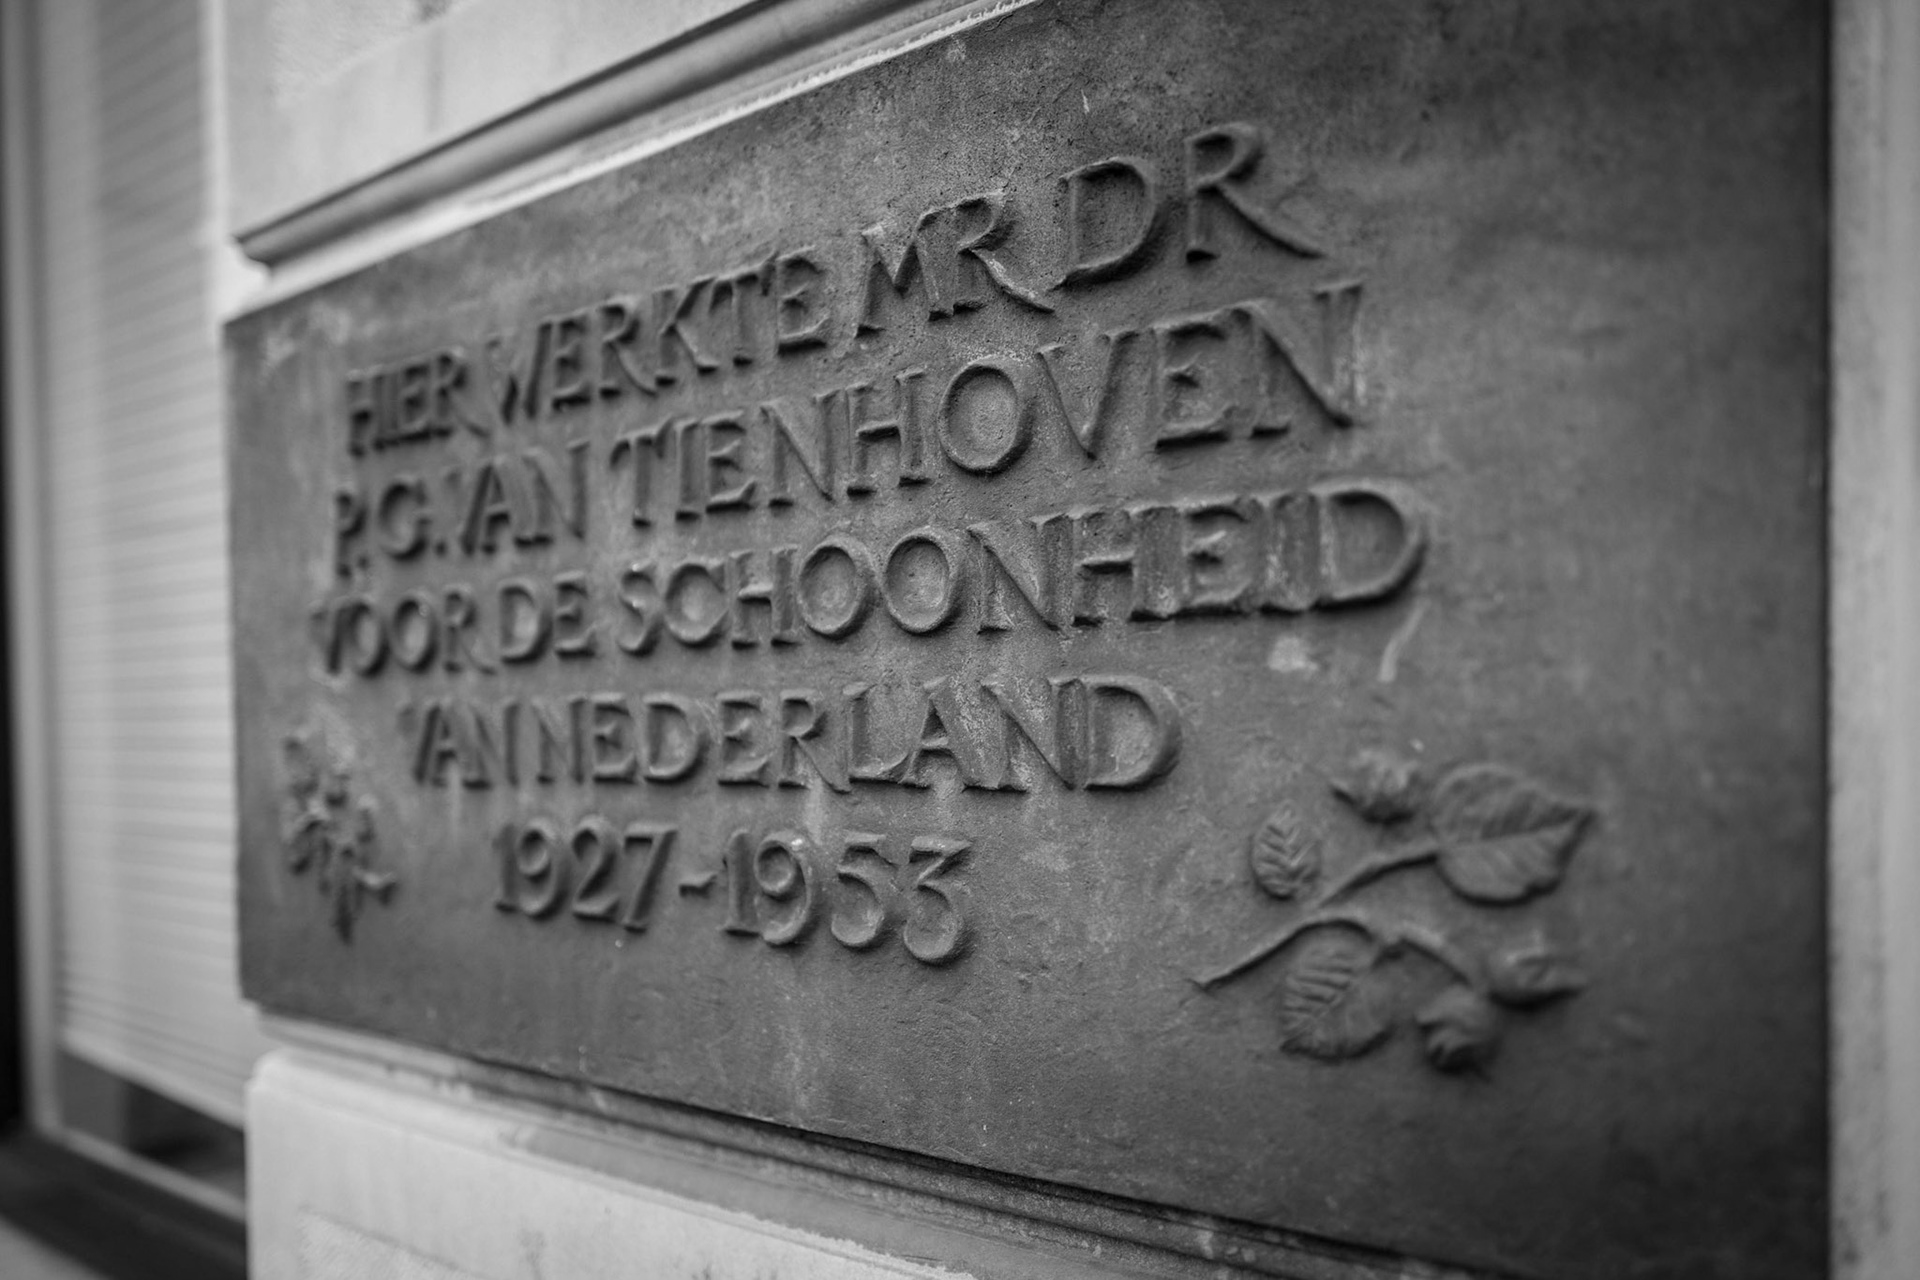 HIER WERKTE MR DR
P.G. VAN TIENHOVEN
VOOR DE SCHOONHEID
VAN NEDERLAND
1927-1953